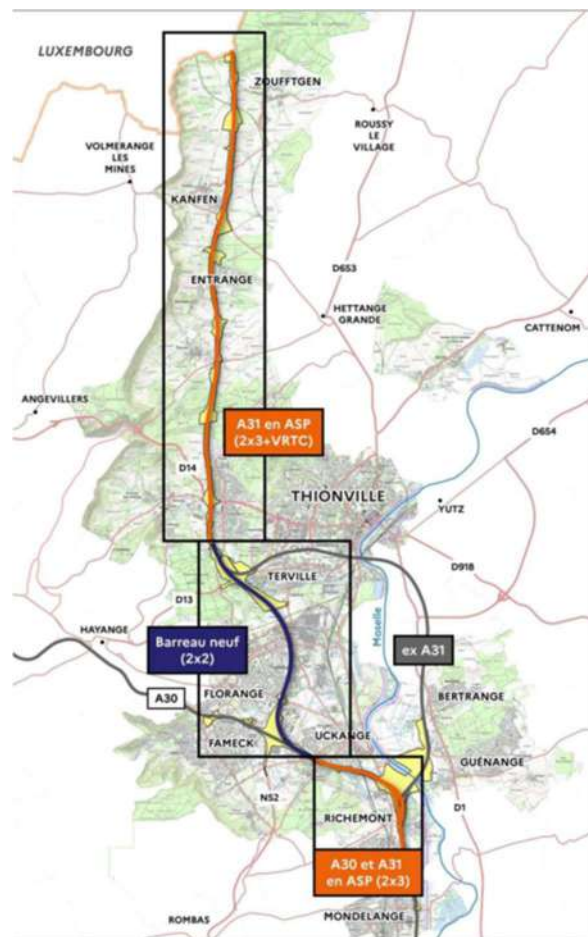 LUXEMBOURG
ZOUFFTGEN
ROUSSY
LE
VILLAGE
VOLMERANGE
LES
MINES
KANFEN
D653
ENTRANGE
HETTANGE
GRANDE
CATTENOM
ANGEVILLERS
A31 en ASP
(2x3+VRTC)
D654
D14
THIONVILLE
YUTZ
D918
TERVILLE
D13
Moselle
HAYANGE
Barreau neuf
(2x2)
ex A31
FLORANGE
A30
BERTRANGE
UCKANGE
FAMECK
GUÉNANGE
N52
RICHEMONT
D1
A30 et A31
en ASP (2x3)
ROMBAS
MONDELANGE